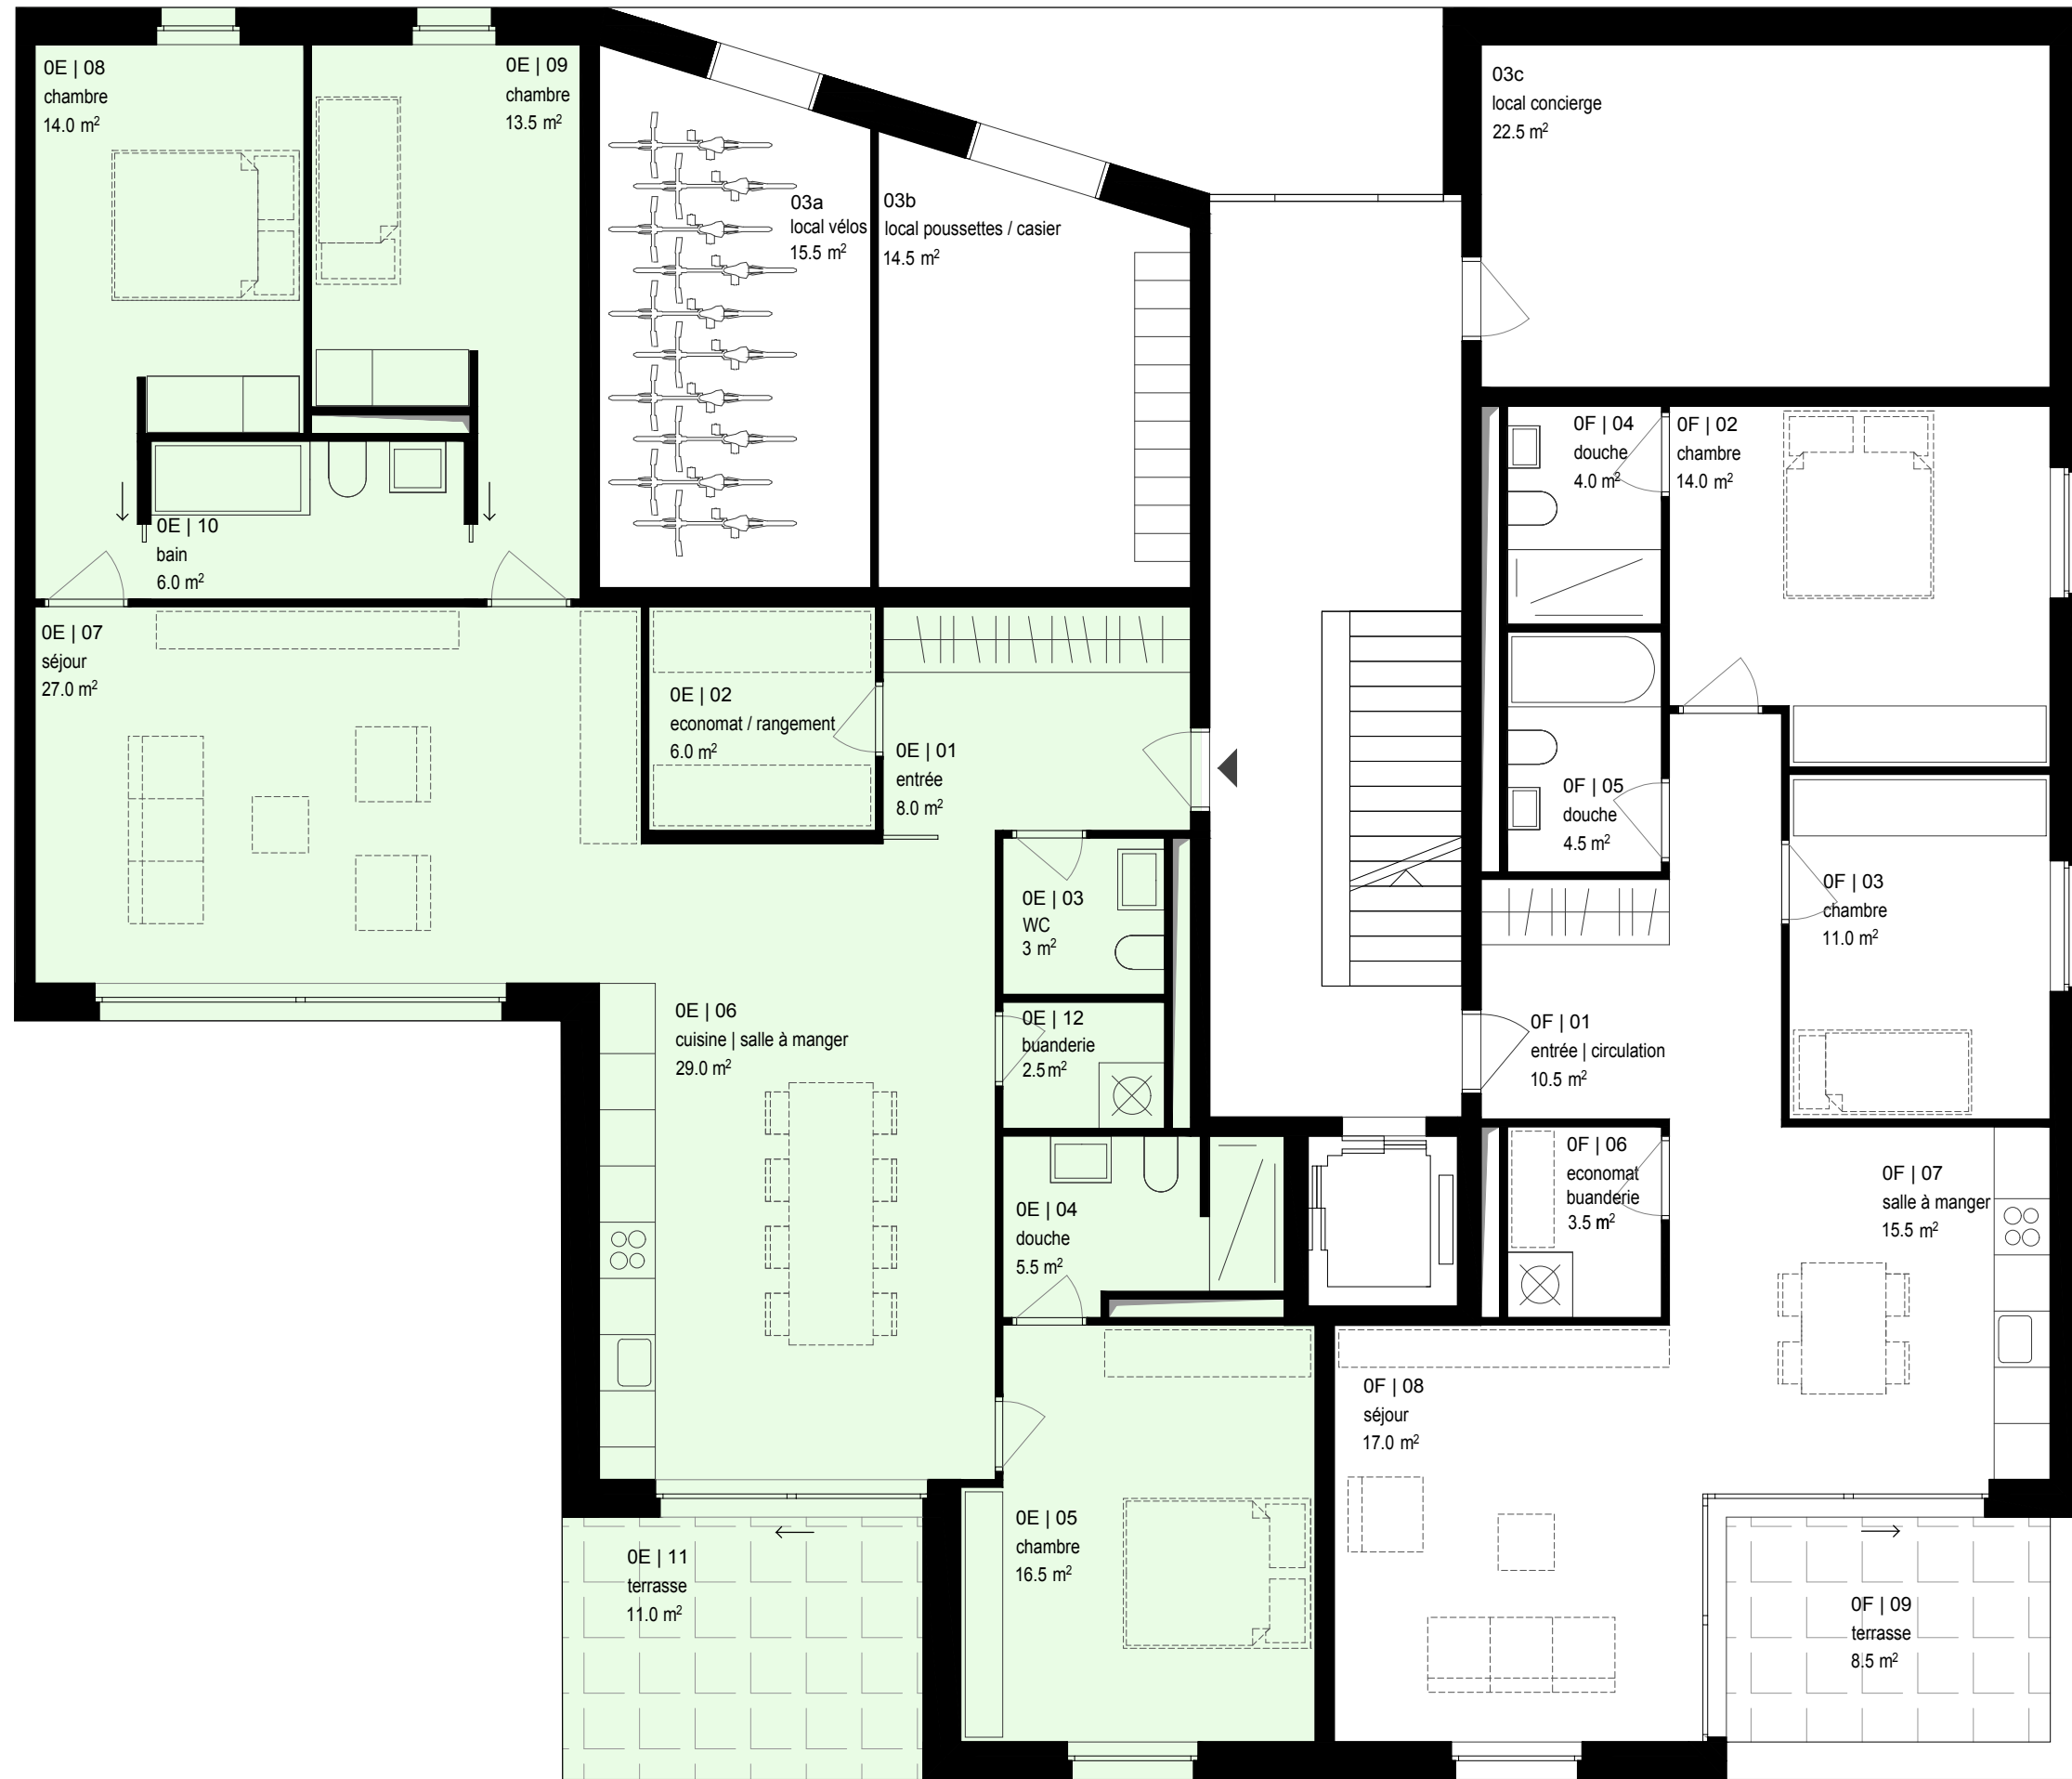 0E | 08
chambre
14.0 m²
0E | 09
chambre
13.5 m²
03a
local vélos
15.5 m²
03b
local poussettes / casier
14.5 m²
03c
local concierge
22.5 m²
0F | 04
douche
4.0 m²
0F | 02
chambre
14.0 m²
0E | 10
bain
6.0 m²
0E | 07
séjour
27.0 m²
0E | 02
economat / rangement
6.0 m²
0E | 01
entrée
8.0 m²
0F | 05
douche
4.5 m²
0F | 03
chambre
11.0 m²
0E | 03
WC
3 m²
0E | 06
cuisine | salle à manger
29.0 m²
0E | 12
buanderie
2.5 m²
0F | 01
entrée | circulation
10.5 m²
0F | 06
economat
buanderie
3.5 m²
0F | 07
salle à manger
15.5 m²
0E | 04
douche
5.5 m²
0F | 08
séjour
17.0 m²
0E | 05
chambre
16.5 m²
0E | 11
terrasse
11.0 m²
0F | 09
terrasse
8.5 m²